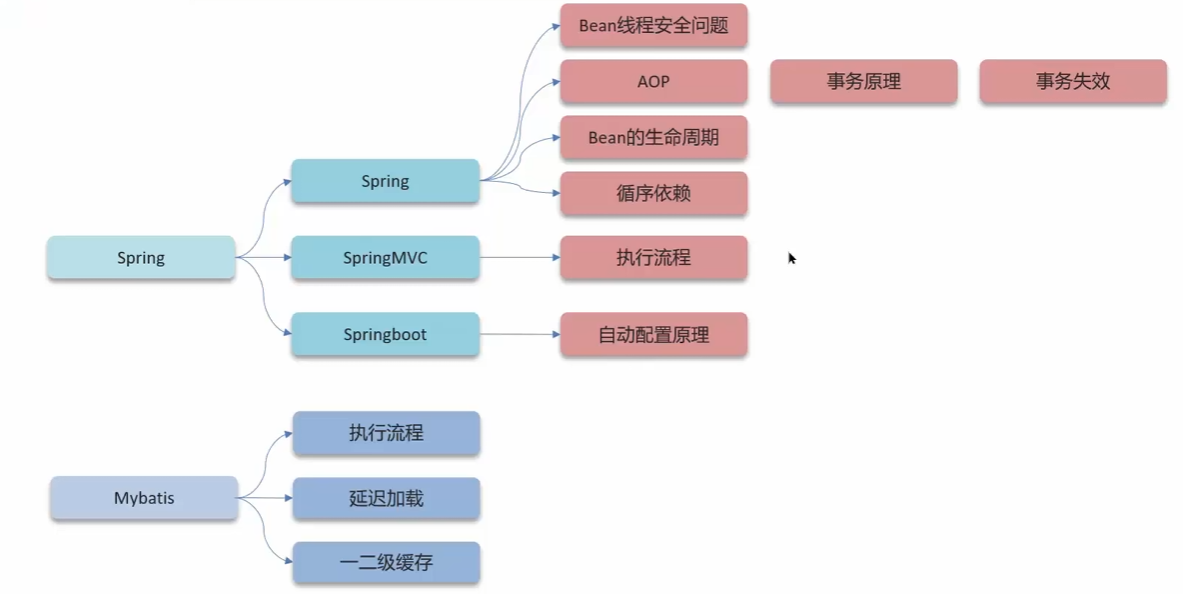 Bean线程安全问题
AOP
事务原理
事务失效
Bean的生命周期
Spring
循序依赖
Spring
SpringMVC
执行流程
Springboot
自动配置原理
执行流程
Mybatis
延迟加载
一二级缓存